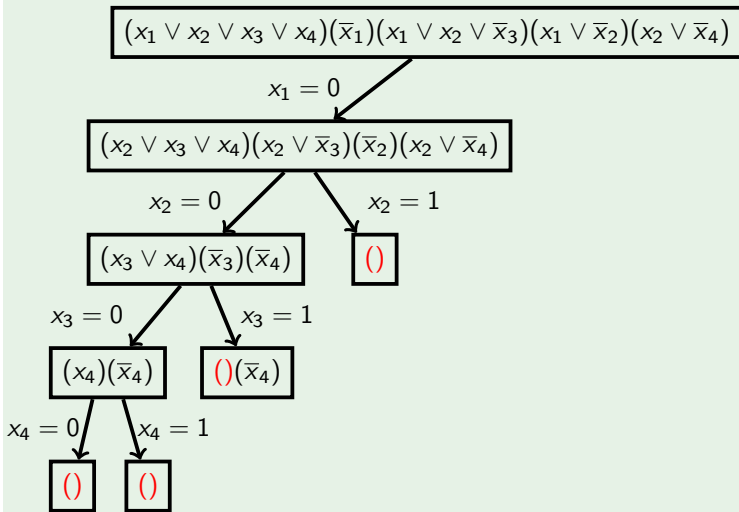 (x₁ ∨ x₂ ∨ x₃ ∨ x₄)(x̅₁)(x₁ ∨ x₂ ∨ x̅₃)(x₁ ∨ x̅₂)(x₂ ∨ x̅₄)
x₁ = 0
(x₂ ∨ x₃ ∨ x₄)(x₂ ∨ x̅₃)(x̅₂)(x₂ ∨ x̅₄)
x₂ = 0 x₂ = 1
(x₃ ∨ x₄)(x̅₃)(x̅₄) ()
x₃ = 0 x₃ = 1
(x₄)(x̅₄) ()(x̅₄)
x₄ = 0 x₄ = 1
() ()